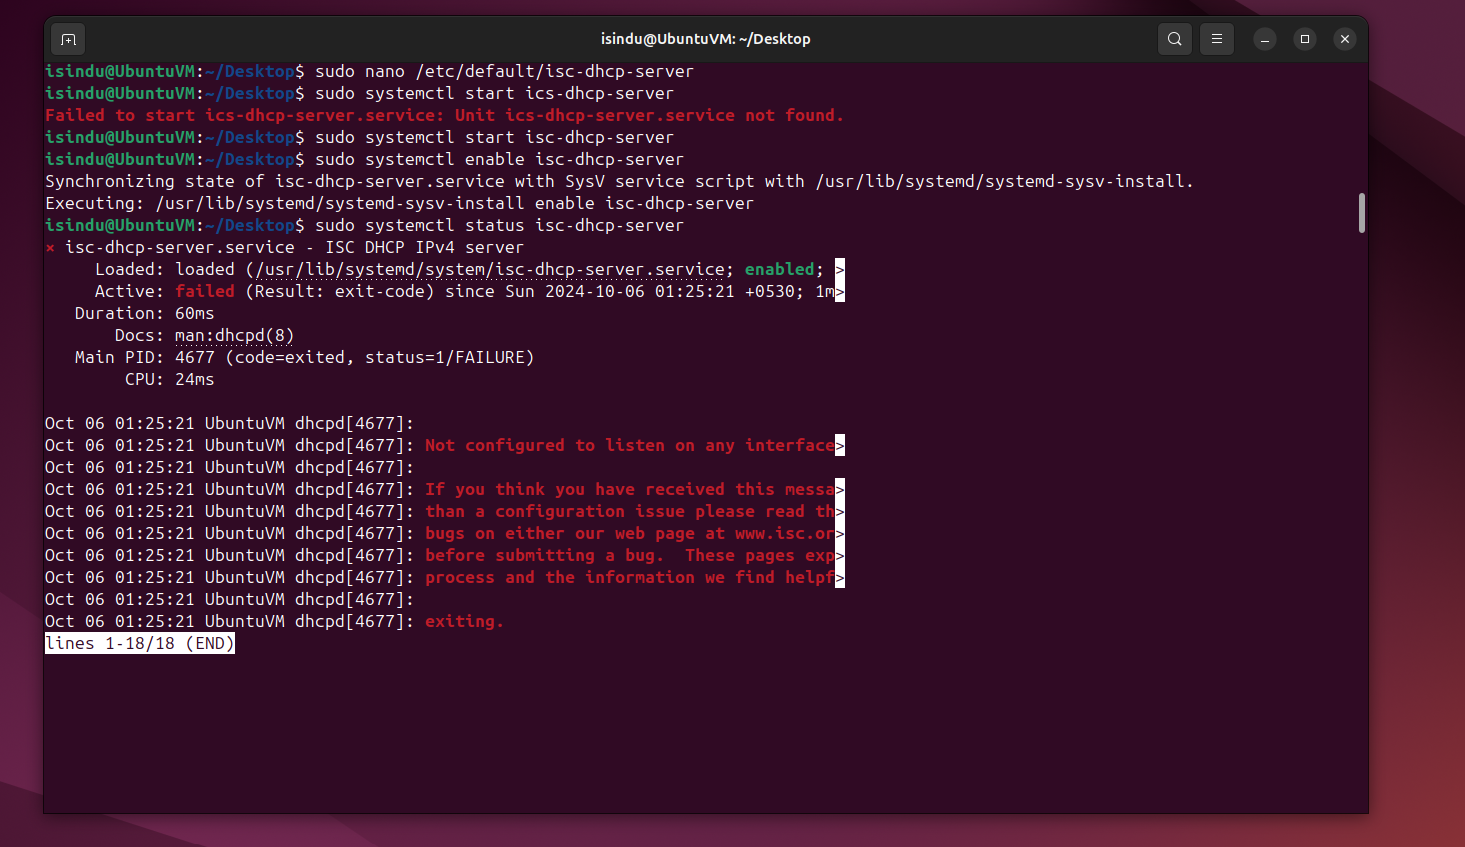 isindu@UbuntuVM: ~/Desktop
isindu@UbuntuVM:~/Desktop$ sudo nano /etc/default/isc-dhcp-server
isindu@UbuntuVM:~/Desktop$ sudo systemctl start ics-dhcp-server
Failed to start ics-dhcp-server.service: Unit ics-dhcp-server.service not found.
isindu@UbuntuVM:~/Desktop$ sudo systemctl start isc-dhcp-server
isindu@UbuntuVM:~/Desktop$ sudo systemctl enable isc-dhcp-server
Synchronizing state of isc-dhcp-server.service with SysV service script with /usr/lib/systemd/systemd-sysv-install.
Executing: /usr/lib/systemd/systemd-sysv-install enable isc-dhcp-server
isindu@UbuntuVM:~/Desktop$ sudo systemctl status isc-dhcp-server
× isc-dhcp-server.service - ISC DHCP IPv4 server
     Loaded: loaded (/usr/lib/systemd/system/isc-dhcp-server.service; enabled; >
     Active: failed (Result: exit-code) since Sun 2024-10-06 01:25:21 +0530; 1m>
   Duration: 60ms
       Docs: man:dhcpd(8)
   Main PID: 4677 (code=exited, status=1/FAILURE)
        CPU: 24ms

Oct 06 01:25:21 UbuntuVM dhcpd[4677]:
Oct 06 01:25:21 UbuntuVM dhcpd[4677]: Not configured to listen on any interface>
Oct 06 01:25:21 UbuntuVM dhcpd[4677]:
Oct 06 01:25:21 UbuntuVM dhcpd[4677]: If you think you have received this messa>
Oct 06 01:25:21 UbuntuVM dhcpd[4677]: than a configuration issue please read th>
Oct 06 01:25:21 UbuntuVM dhcpd[4677]: bugs on either our web page at www.isc.or>
Oct 06 01:25:21 UbuntuVM dhcpd[4677]: before submitting a bug.  These pages exp>
Oct 06 01:25:21 UbuntuVM dhcpd[4677]: process and the information we find helpf>
Oct 06 01:25:21 UbuntuVM dhcpd[4677]:
Oct 06 01:25:21 UbuntuVM dhcpd[4677]: exiting.
lines 1-18/18 (END)